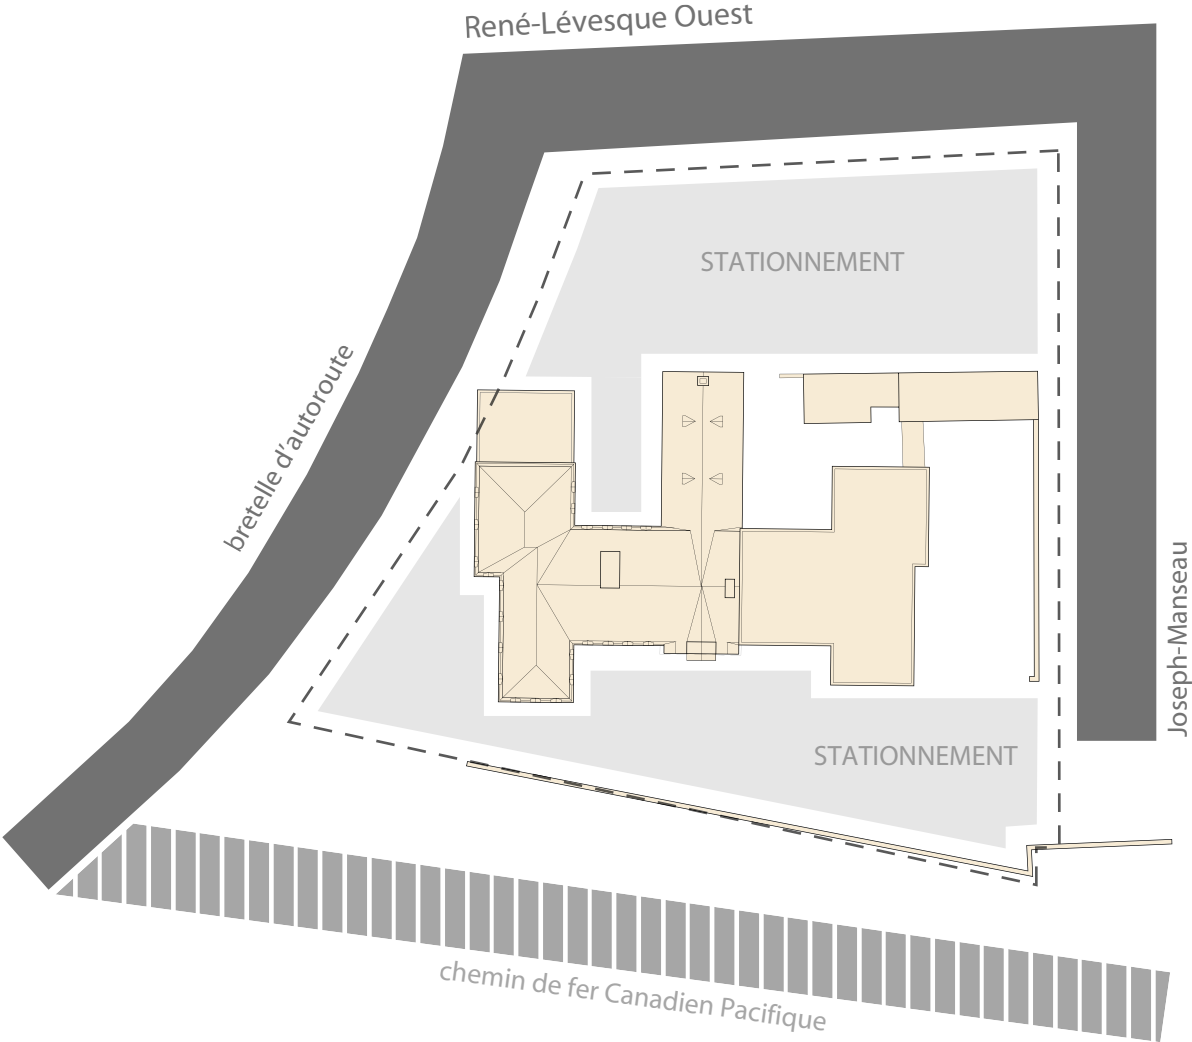 René-Lévesque Ouest
STATIONNEMENT
bretelle d’autoroute
Joseph-Manseau
STATIONNEMENT
chemin de fer Canadien Pacifique